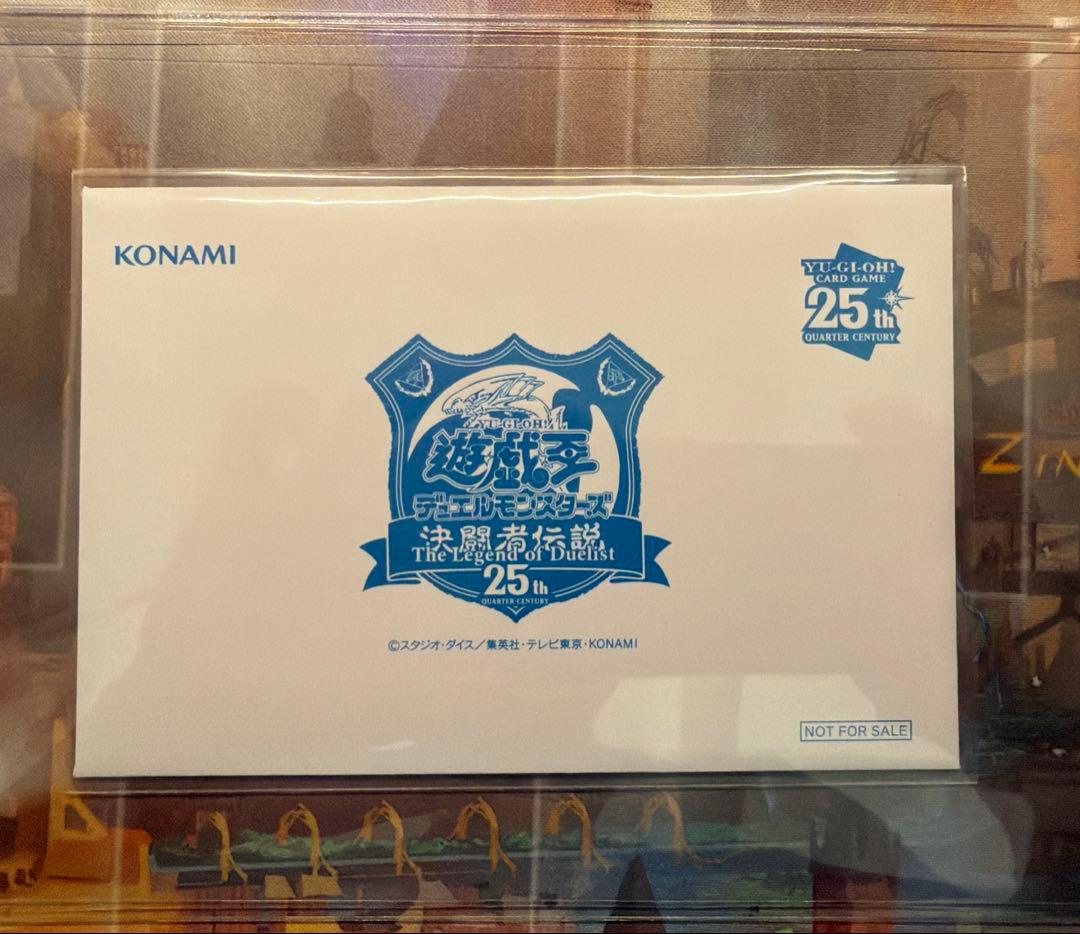 KONAMI
YU-GI-OH!
CARD GAME
25th
QUARTER CENTURY
YU-GI-OH!
遊戯王
デュエルモンスターズ
決闘者伝説
The Legend of Duelist
25th
QUARTER CENTURY
©スタジオ・ダイス/集英社・テレビ東京・KONAMI
NOT FOR SALE